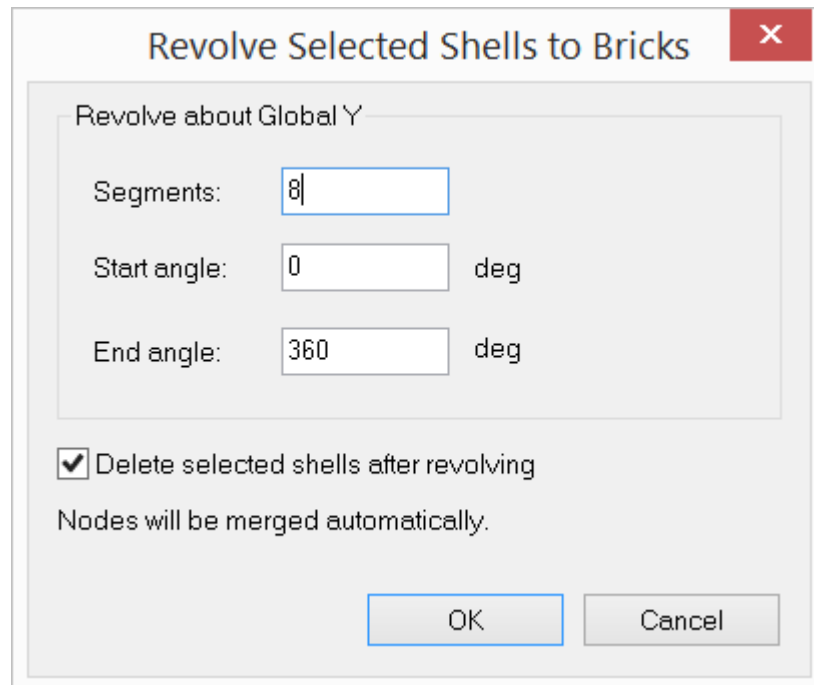 Revolve Selected Shells to Bricks
Revolve about Global Y
Segments: 8
Start angle: 0 deg
End angle: 360 deg
Delete selected shells after revolving
Nodes will be merged automatically.
OK Cancel